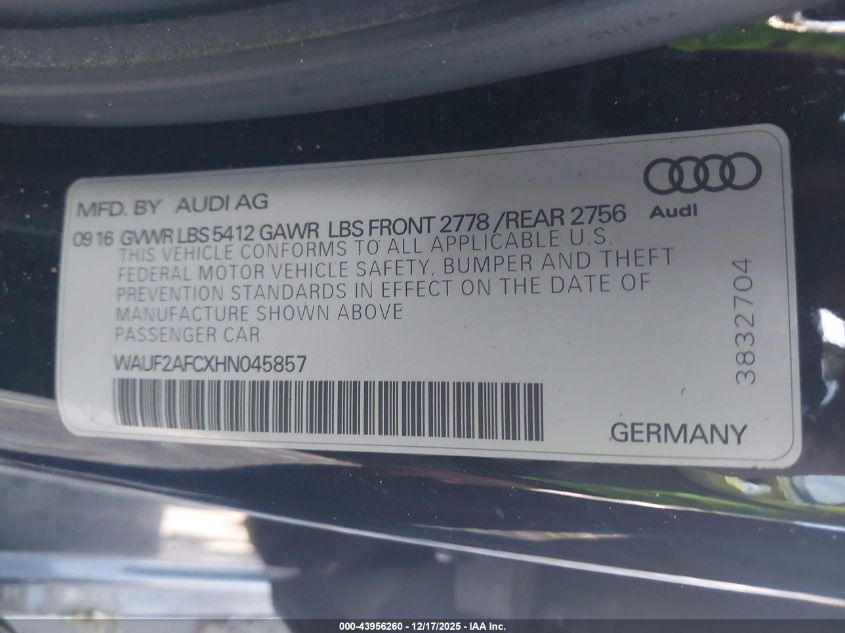 MFD. BY AUDI AG
Audi
09 16 GVWR LBS 5412 GAWR LBS FRONT 2778 / REAR 2756
THIS VEHICLE CONFORMS TO ALL APPLICABLE U.S.
FEDERAL MOTOR VEHICLE SAFETY, BUMPER AND THEFT
PREVENTION STANDARDS IN EFFECT ON THE DATE OF
MANUFACTURE SHOWN ABOVE
PASSENGER CAR
WAUF2AFCXHN045857
3832704
GERMANY
000-43956260 - 12/17/2025 - IAA Inc.